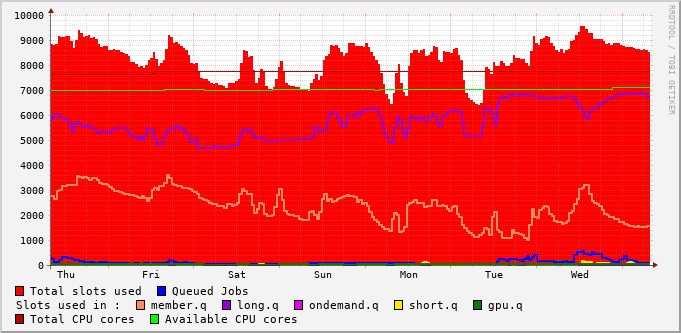 10000
9000
8000
7000
6000
5000
4000
3000
2000
1000
0
Thu Fri Sat Sun Mon Tue Wed
RRDTOOL / TOBI OETIKER
Total slots used Queued Jobs
Slots used in : member.q long.q ondemand.q short.q gpu.q
Total CPU cores Available CPU cores